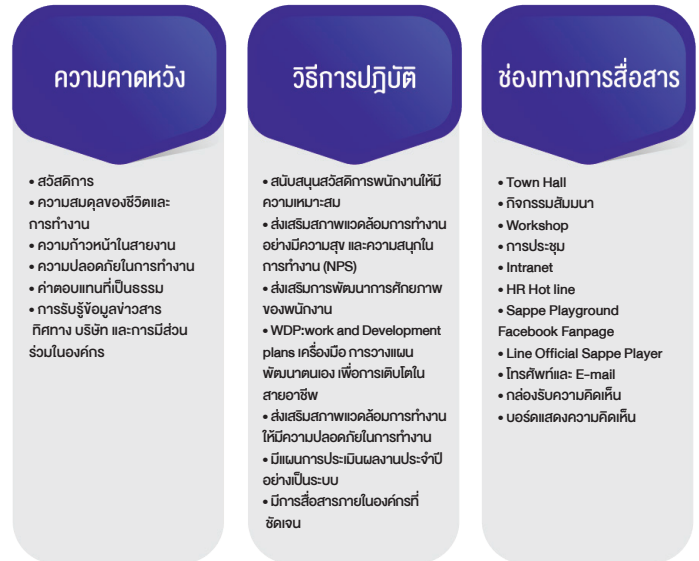 ความคาดหวัง
• สวัสดิการ
• ความสมดุลของชีวิตและ
การทำงาน
• ความก้าวหน้าในสายงาน
• ความปลอดภัยในการทำงาน
• ค่าตอบแทนที่เป็นธรรม
• การรับรู้ข้อมูลข่าวสาร
ทิศทาง บริษัท และการมีส่วน
ร่วมในองค์กร
วิธีการปฎิบัติ
• สนับสนุนสวัสดิการพนักงานให้มี
ความเหมาะสม
• ส่งเสริมสภาพแวดล้อมการทำงาน
อย่างมีความสุข และความสนุกใน
การทำงาน (NPS)
• ส่งเสริมการพัฒนาการศักยภาพ
ของพนักงาน
• WDP:work and Development
plans เครื่องมือ การวางแผน
พัฒนาตนเอง เพื่อการเติบโตใน
สายอาชีพ
• ส่งเสริมสภาพแวดล้อมการทำงาน
ให้มีความปลอดภัยในการทำงาน
• มีแผนการประเมินผลงานประจำปี
อย่างเป็นระบบ
• มีการสื่อสารภายในองค์กรที่
ชัดเจน
ช่องทางการสื่อสาร
• Town Hall
• กิจกรรมสัมมนา
• Workshop
• การประชุม
• Intranet
• HR Hot line
• Sappe Playground
Facebook Fanpage
• Line Official Sappe Player
• โทรศัพท์และ E-mail
• กล่องรับความคิดเห็น
• บอร์ดแสดงความคิดเห็น